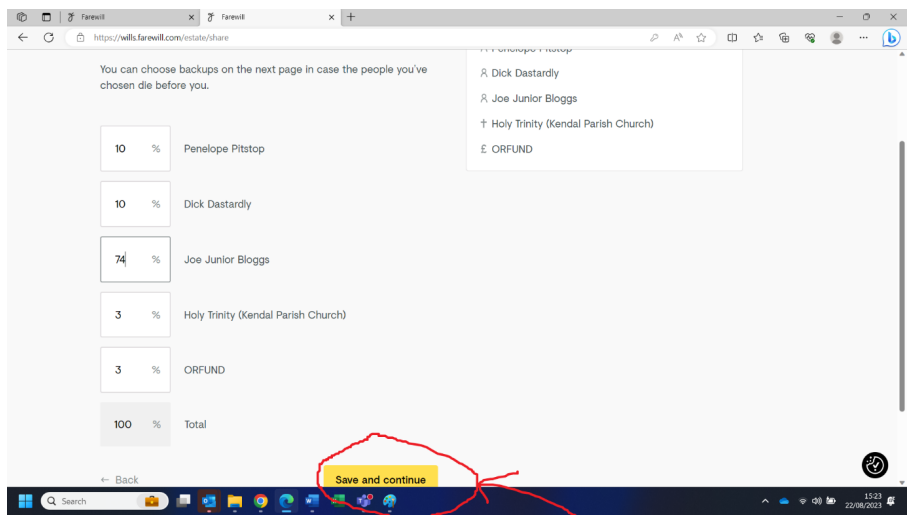 Farewill
Farewill
https://wills.farewill.com/estate/share
You can choose backups on the next page in case the people you've
chosen die before you.
Penelope Pitstop
Dick Dastardly
Joe Junior Bloggs
Holy Trinity (Kendal Parish Church)
£ ORFUND
10 % Penelope Pitstop
10 % Dick Dastardly
74 % Joe Junior Bloggs
3 % Holy Trinity (Kendal Parish Church)
3 % ORFUND
100 % Total
← Back
Save and continue
Search
15:23
22/08/2023